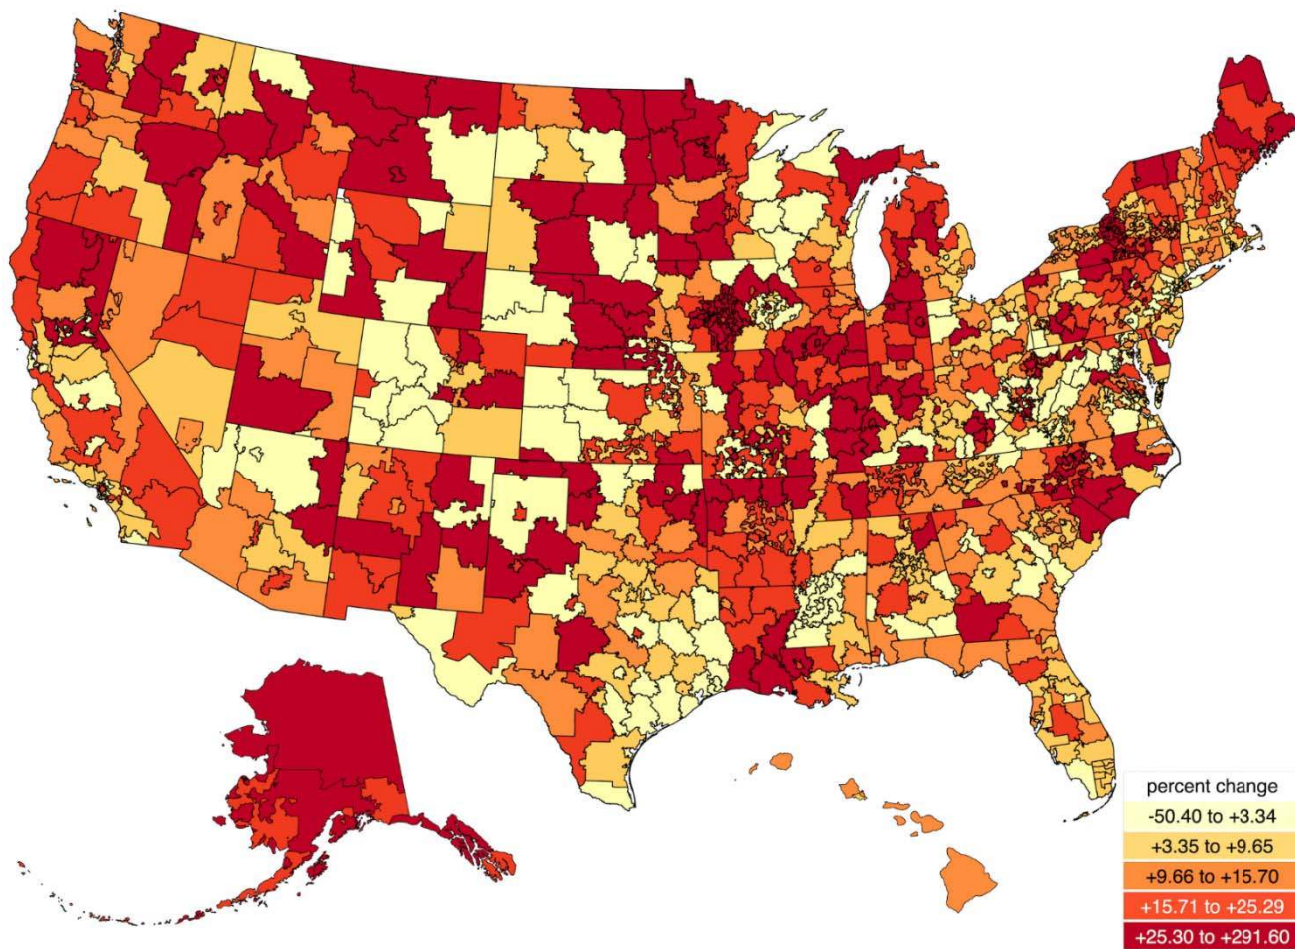 percent change
-50.40 to +3.34
+3.35 to +9.65
+9.66 to +15.70
+15.71 to +25.29
+25.30 to +291.60